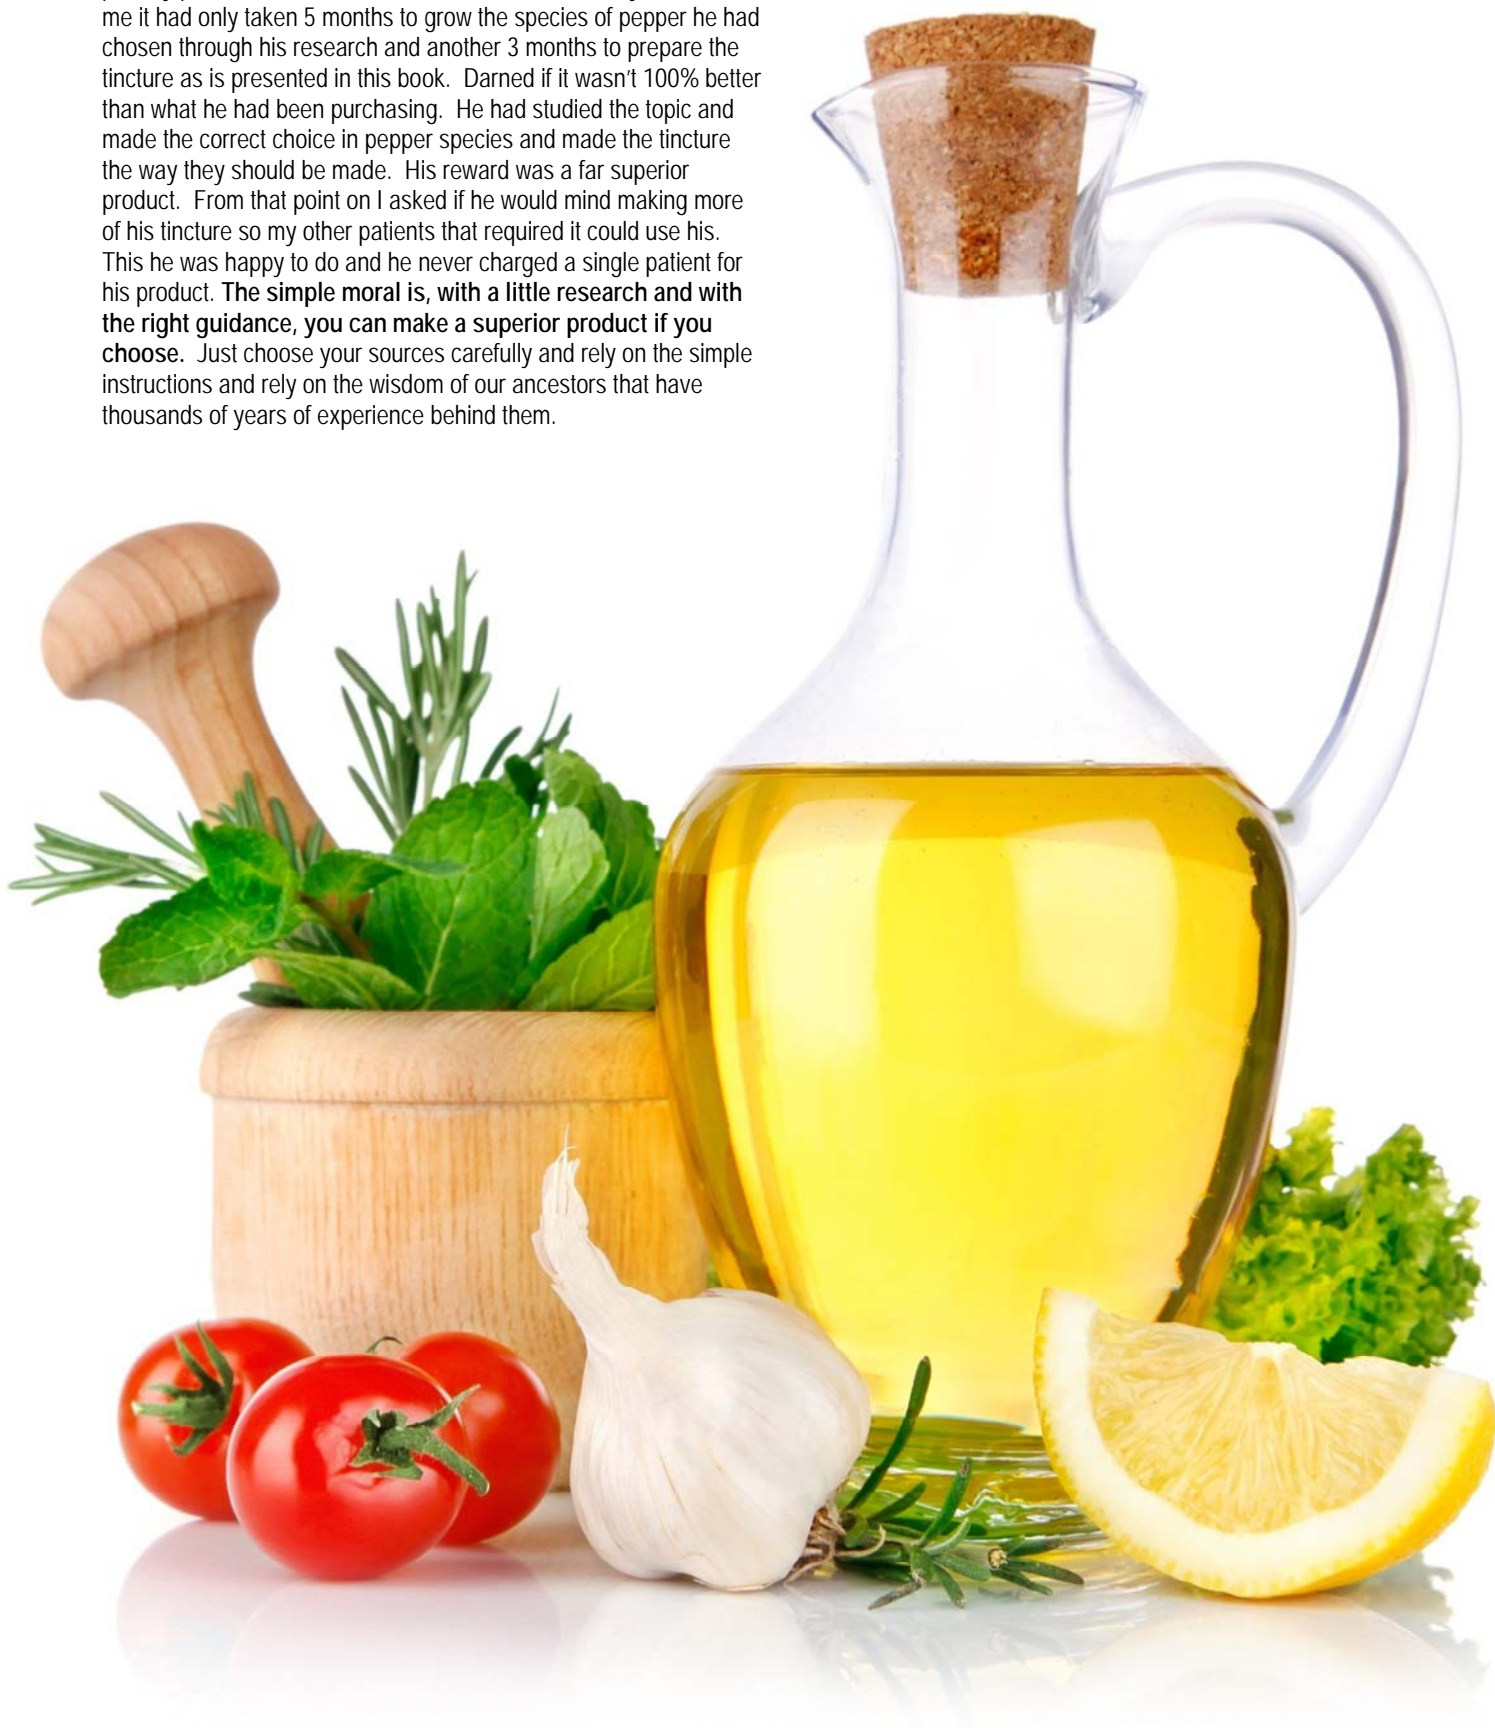 me it had only taken 5 months to grow the species of pepper he had
chosen through his research and another 3 months to prepare the
tincture as is presented in this book.  Darned if it wasn't 100% better
than what he had been purchasing.  He had studied the topic and
made the correct choice in pepper species and made the tincture
the way they should be made.  His reward was a far superior
product.  From that point on I asked if he would mind making more
of his tincture so my other patients that required it could use his.
This he was happy to do and he never charged a single patient for
his product. The simple moral is, with a little research and with
the right guidance, you can make a superior product if you
choose.  Just choose your sources carefully and rely on the simple
instructions and rely on the wisdom of our ancestors that have
thousands of years of experience behind them.